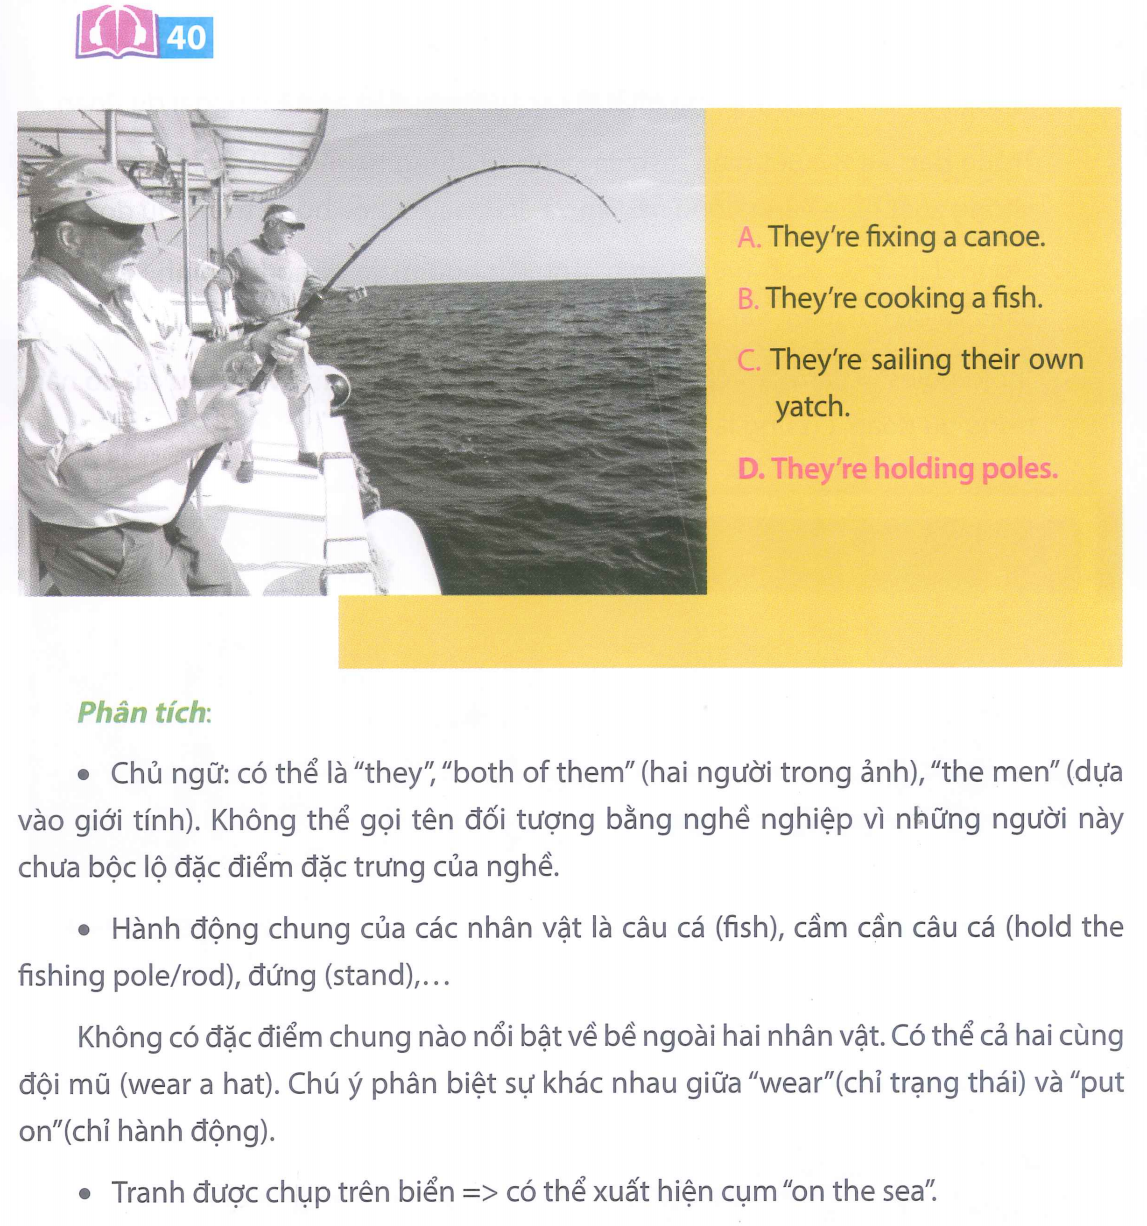 40
A. They're fixing a canoe.
B. They're cooking a fish.
C. They're sailing their own
yatch.
D. They're holding poles.
Phân tích:
• Chủ ngữ: có thể là “they”, “both of them” (hai người trong ảnh), “the men” (dựa
vào giới tính). Không thể gọi tên đối tượng bằng nghề nghiệp vì những người này
chưa bộc lộ đặc điểm đặc trưng của nghề.
• Hành động chung của các nhân vật là câu cá (fish), cầm cần câu cá (hold the
fishing pole/rod), đứng (stand),...
Không có đặc điểm chung nào nổi bật về bề ngoài hai nhân vật. Có thể cả hai cùng
đội mũ (wear a hat). Chú ý phân biệt sự khác nhau giữa “wear”(chỉ trạng thái) và “put
on”(chỉ hành động).
• Tranh được chụp trên biển => có thể xuất hiện cụm “on the sea”.